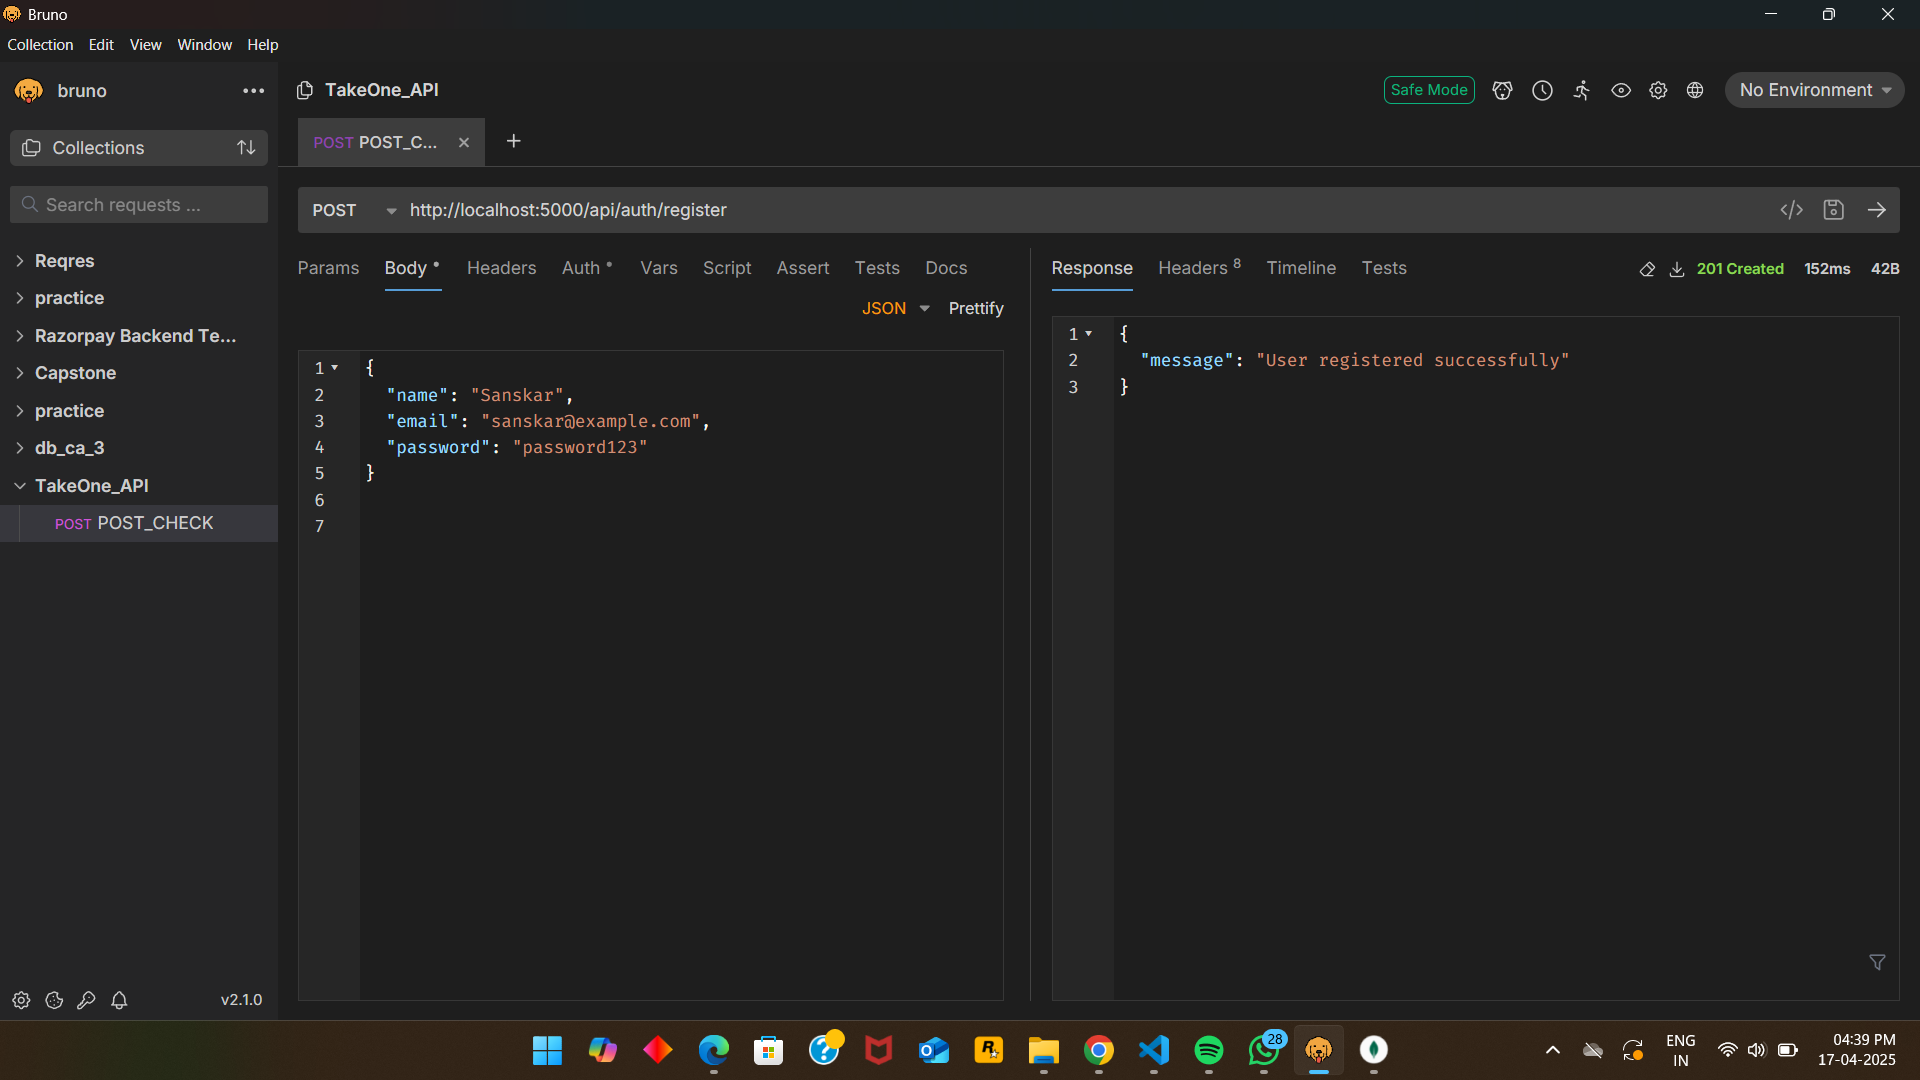 Bruno
Collection Edit View Window Help
bruno
TakeOne_API
Safe Mode
No Environment
Collections
POST POST_C...
Search requests ...
POST http://localhost:5000/api/auth/register
Reqres
practice
Razorpay Backend Te...
Capstone
practice
db_ca_3
TakeOne_API
POST POST_CHECK
v2.1.0
Params Body Headers Auth Vars Script Assert Tests Docs
JSON Prettify
1 {
2 "name": "Sanskar",
3 "email": "sanskar@example.com",
4 "password": "password123"
5 }
6
7
Response Headers 8 Timeline Tests
201 Created 152ms 42B
1 {
2 "message": "User registered successfully"
3 }
28
ENG
IN
04:39 PM
17-04-2025